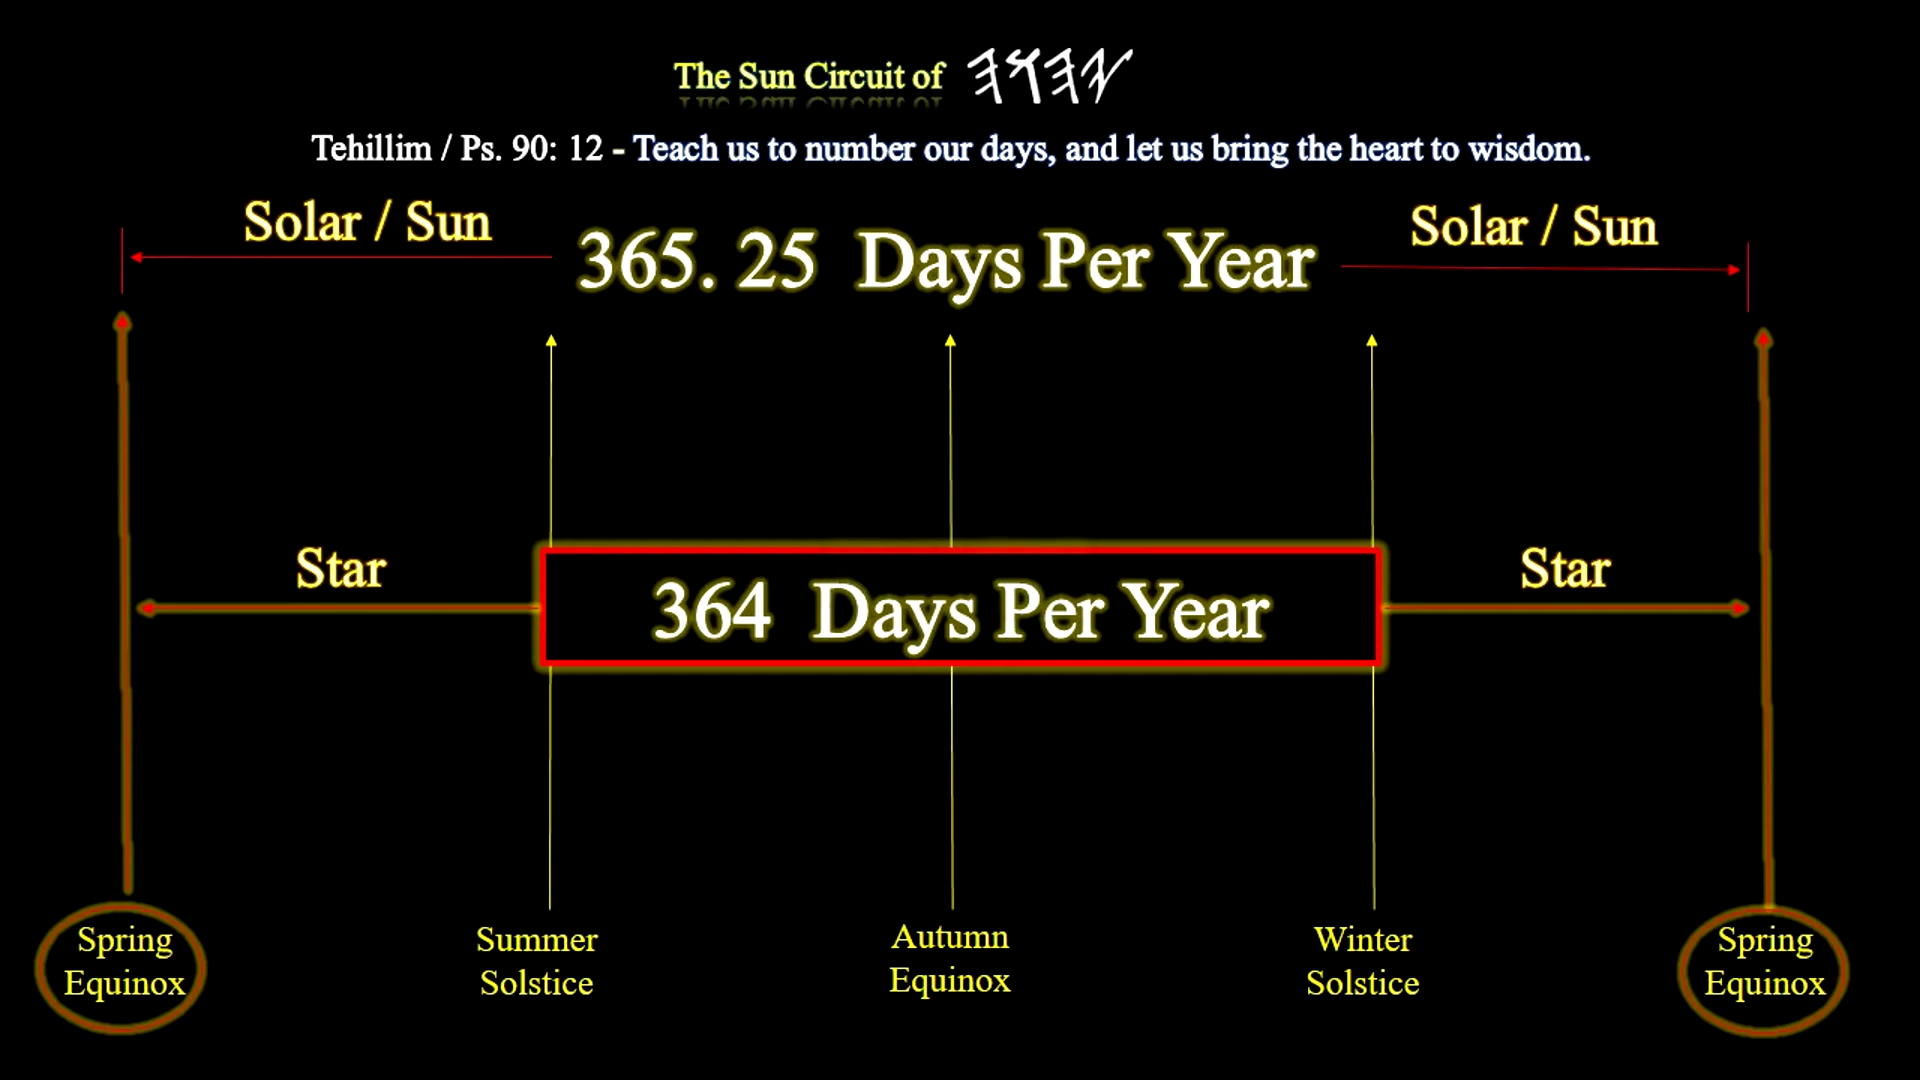 The Sun Circuit of 𐤉𐤄𐤅𐤄
Tehillim / Ps. 90: 12 - Teach us to number our days, and let us bring the heart to wisdom.
Solar / Sun
365. 25 Days Per Year
Solar / Sun
Star
364 Days Per Year
Star
Spring
Equinox
Summer
Solstice
Autumn
Equinox
Winter
Solstice
Spring
Equinox